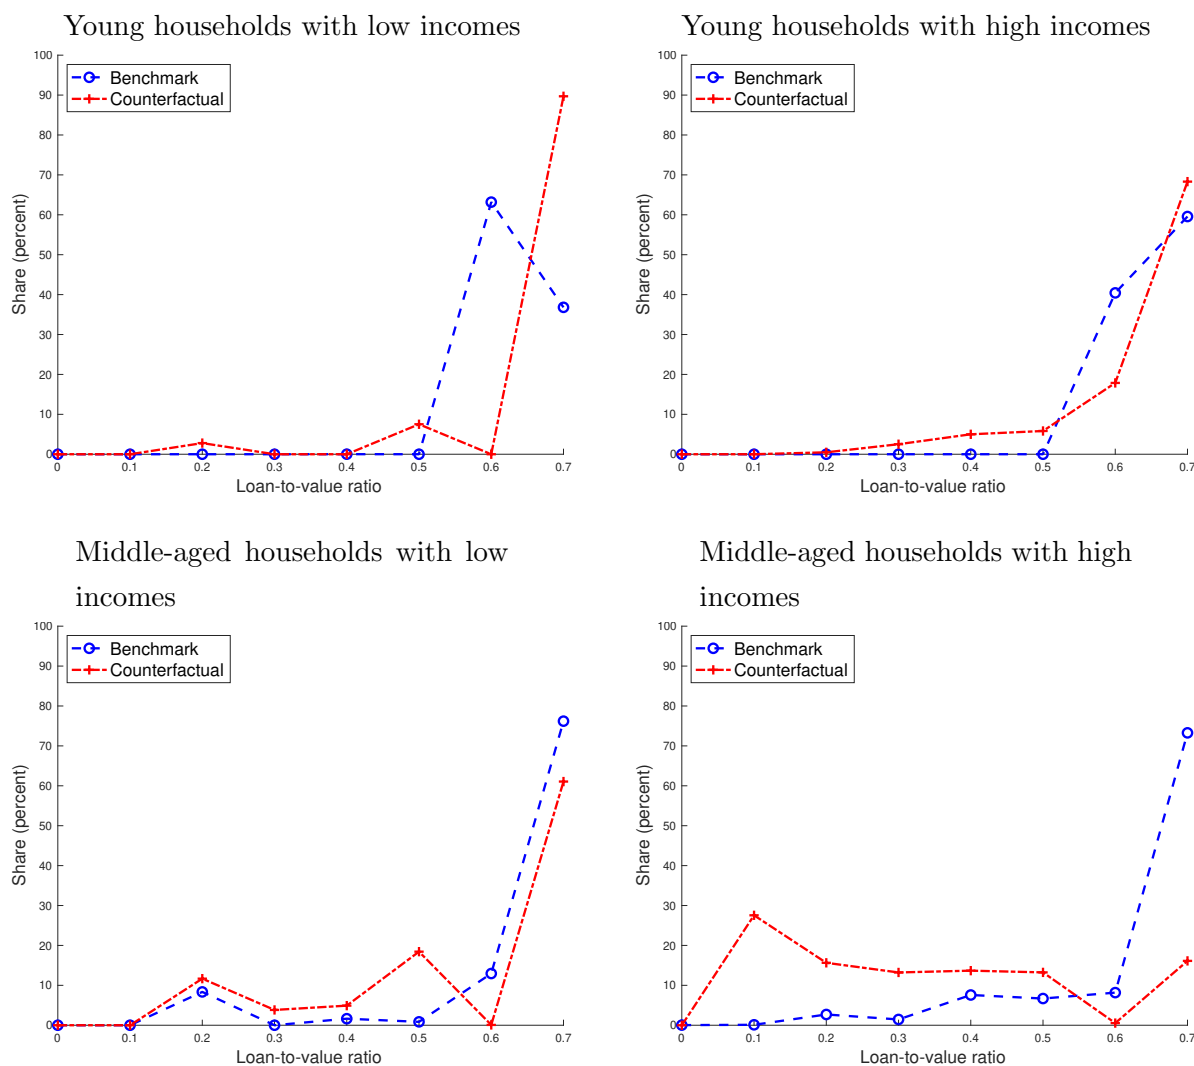 Young households with low incomes
100
90
80
70
60
50
40
30
20
10
0
Share (percent)
Benchmark
Counterfactual
0 0.1 0.2 0.3 0.4 0.5 0.6 0.7
Loan-to-value ratio
Young households with high incomes
100
90
80
70
60
50
40
30
20
10
0
Share (percent)
Benchmark
Counterfactual
0 0.1 0.2 0.3 0.4 0.5 0.6 0.7
Loan-to-value ratio
Middle-aged households with low
incomes
100
90
80
70
60
50
40
30
20
10
0
Share (percent)
Benchmark
Counterfactual
0 0.1 0.2 0.3 0.4 0.5 0.6 0.7
Loan-to-value ratio
Middle-aged households with high
incomes
100
90
80
70
60
50
40
30
20
10
0
Share (percent)
Benchmark
Counterfactual
0 0.1 0.2 0.3 0.4 0.5 0.6 0.7
Loan-to-value ratio